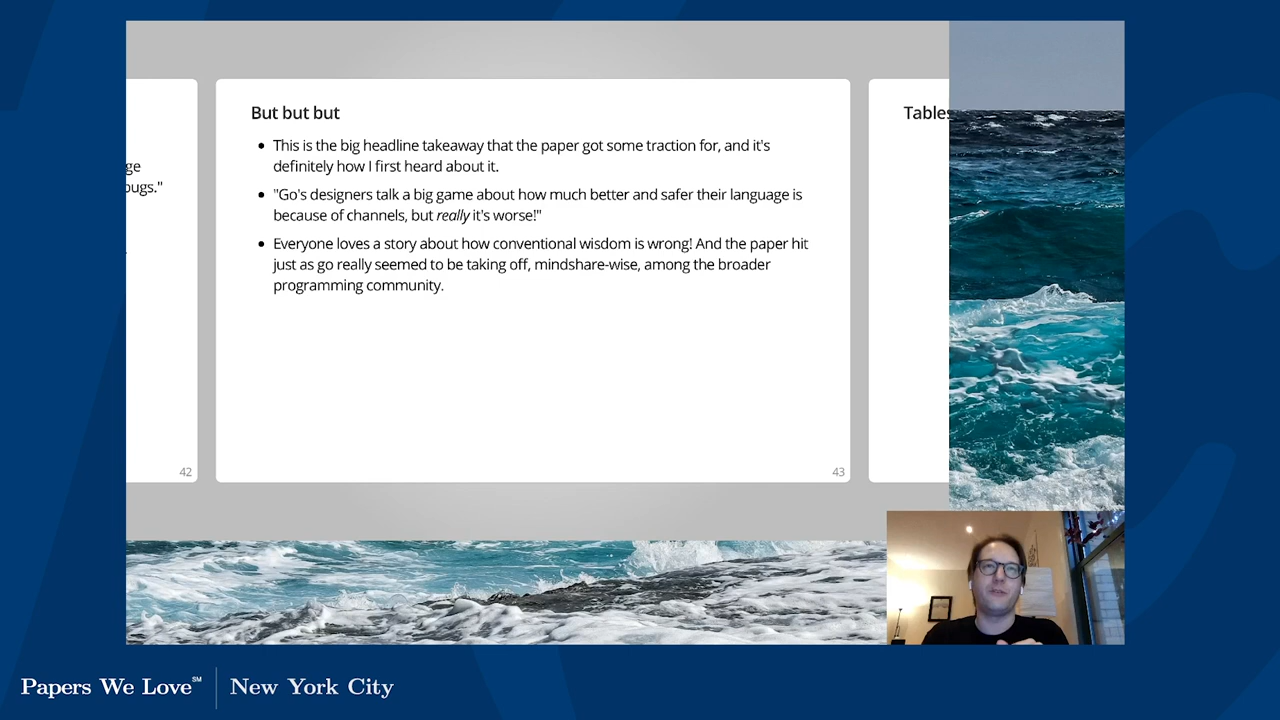 ge
bugs."
42
But but but
• This is the big headline takeaway that the paper got some traction for, and it's
definitely how I first heard about it.
• "Go's designers talk a big game about how much better and safer their language is
because of channels, but really it's worse!"
• Everyone loves a story about how conventional wisdom is wrong! And the paper hit
just as go really seemed to be taking off, mindshare-wise, among the broader
programming community.
43
Tables
Papers We Love℠ | New York City